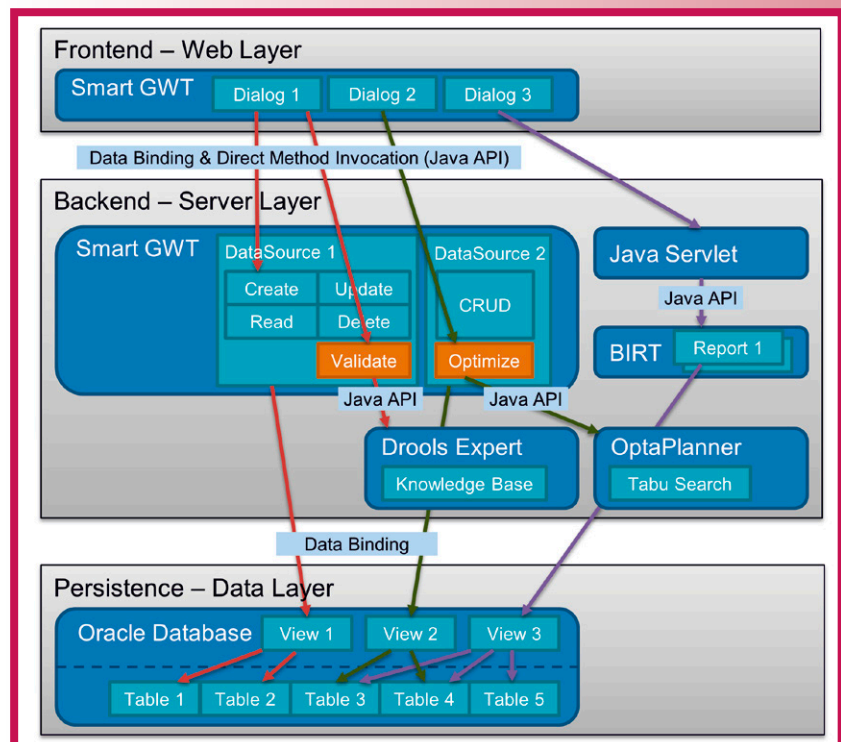 Frontend – Web Layer
Smart GWT
Dialog 1
Dialog 2
Dialog 3
Data Binding & Direct Method Invocation (Java API)
Backend – Server Layer
Smart GWT
DataSource 1
DataSource 2
Create
Update
Read
Delete
CRUD
Validate
Optimize
Java Servlet
Java API
BIRT
Report 1
Java API
Java API
Drools Expert
Knowledge Base
OptaPlanner
Tabu Search
Data Binding
Persistence – Data Layer
Oracle Database
View 1
View 2
View 3
Table 1
Table 2
Table 3
Table 4
Table 5